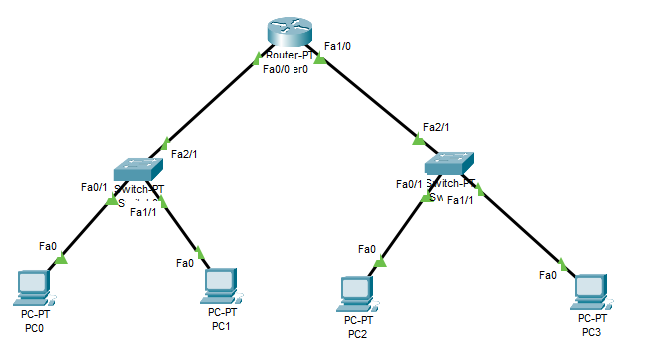 Fa1/0
Router-PT
Fa0/0 er0
Fa2/1
Fa2/1
Fa0/1
Switch-PT
Fa1/1
Fa0/1
Switch-PT
Sw
Fa1/1
Fa0
Fa0
Fa0
Fa0
PC-PT
PC0
PC-PT
PC1
PC-PT
PC2
PC-PT
PC3